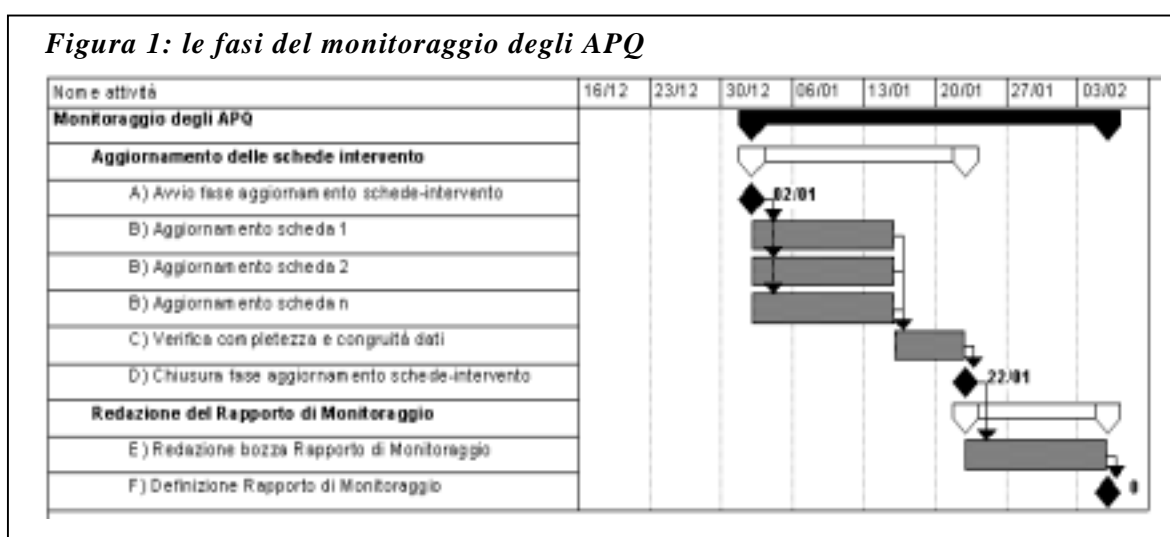 Figura 1: le fasi del monitoraggio degli APQ
Nome attività 16/12 23/12 30/12 06/01 13/01 20/01 27/01 03/02
Monitoraggio degli APQ
Aggiornamento delle schede intervento
A) Avvio fase aggiornamento schede-intervento 02/01
B) Aggiornamento scheda 1
B) Aggiornamento scheda 2
B) Aggiornamento scheda n
C) Verifica completezza e congruità dati
D) Chiusura fase aggiornamento schede-intervento 22/01
Redazione del Rapporto di Monitoraggio
E) Redazione bozza Rapporto di Monitoraggio
F) Definizione Rapporto di Monitoraggio